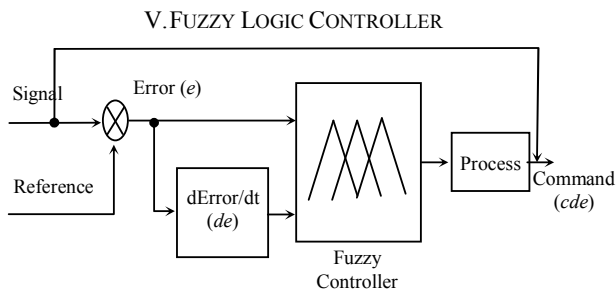 V. FUZZY LOGIC CONTROLLER
Signal
Error (e)
Reference
dError/dt
(de)
Process
Command
(cde)
Fuzzy
Controller